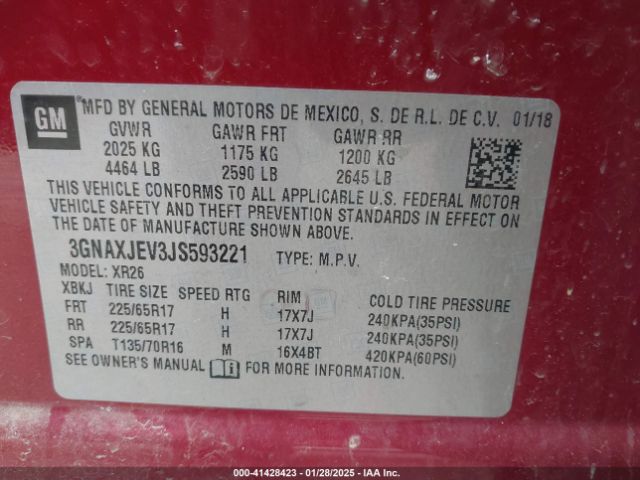 GM
MFD BY GENERAL MOTORS DE MEXICO, S. DE R.L. DE C.V. 01/18
GVWR GAWR FRT GAWR RR
2025 KG 1175 KG 1200 KG
4464 LB 2590 LB 2645 LB
THIS VEHICLE CONFORMS TO ALL APPLICABLE U.S. FEDERAL MOTOR
VEHICLE SAFETY AND THEFT PREVENTION STANDARDS IN EFFECT ON
THE DATE OF MANUFACTURE SHOWN ABOVE.
3GNAXJEV3JS593221 TYPE: M.P.V.
MODEL: XR26
XBKJ TIRE SIZE SPEED RTG RIM COLD TIRE PRESSURE
FRT 225/65R17 H 17X7J 240KPA(35PSI)
RR 225/65R17 H 17X7J 240KPA(35PSI)
SPA T135/70R16 M 16X4BT 420KPA(60PSI)
SEE OWNER'S MANUAL FOR MORE INFORMATION.
000-41428423 - 01/28/2025 - IAA Inc.